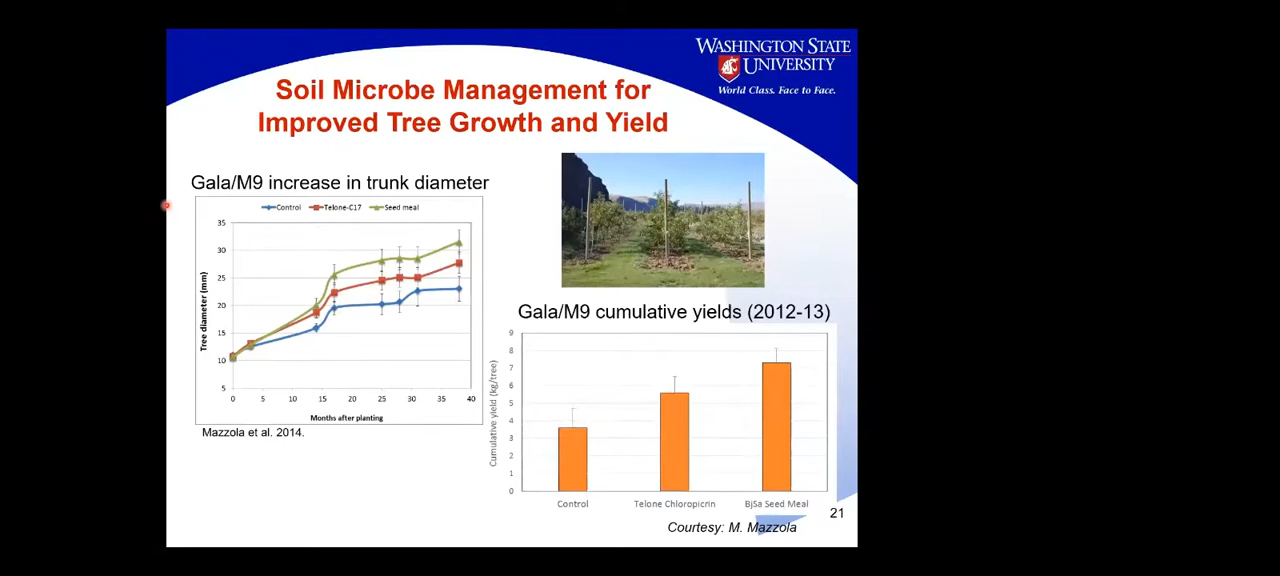 WASHINGTON STATE
UNIVERSITY
World Class. Face to Face.
Soil Microbe Management for
Improved Tree Growth and Yield
Gala/M9 increase in trunk diameter
Control Telone-C17 Seed meal
Tree diameter (mm)
35
30
25
20
15
10
5
0 5 10 15 20 25 30 35 40
Months after planting
Mazzola et al. 2014.
Gala/M9 cumulative yields (2012-13)
Cumulative yield (kg/tree)
9
8
7
6
5
4
3
2
1
0
Control Telone Chloropicrin BjSa Seed Meal
21
Courtesy: M. Mazzola